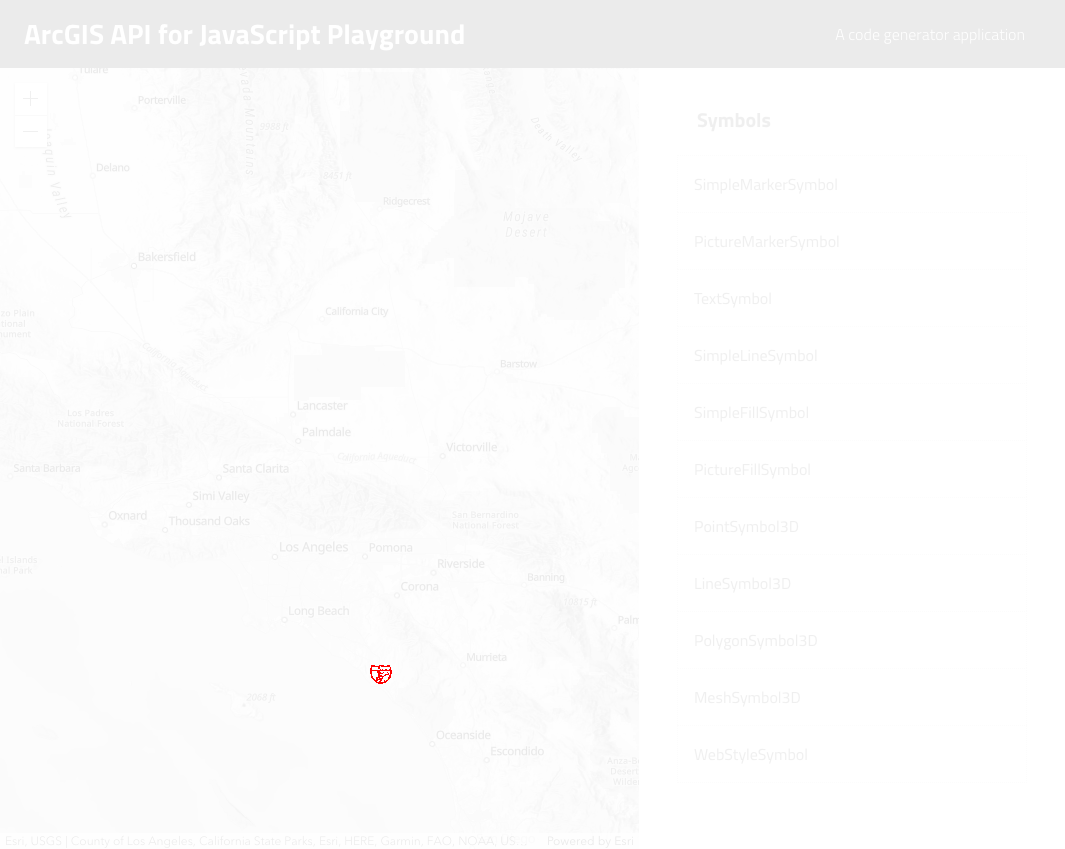 ArcGIS API for JavaScript Playground
A code generator application
Tulare
Porterville
Delano
Ridgecrest
Mojave
Desert
Death Valley
Bakersfield
California City
Barstow
Lancaster
Los Padres
National Forest
Palmdale
Victorville
California Aqueduct
Santa Barbara
Santa Clarita
Simi Valley
Oxnard
Thousand Oaks
San Bernardino
National Forest
Los Angeles
Pomona
Riverside
Banning
Corona
Long Beach
Murrieta
Oceanside
Escondido
Esri, USGS | County of Los Angeles, California State Parks, Esri, HERE, Garmin, FAO, NOAA, US...
Powered by Esri
Symbols
SimpleMarkerSymbol
PictureMarkerSymbol
TextSymbol
SimpleLineSymbol
SimpleFillSymbol
PictureFillSymbol
PointSymbol3D
LineSymbol3D
PolygonSymbol3D
MeshSymbol3D
WebStyleSymbol